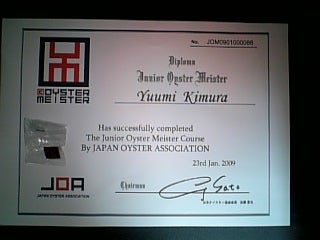 No. JOM0901000086
Diploma
Junior Oyster Meister
OYSTER
MEISTER
Yuumi Kimura
Has successfully completed
The Junior Oyster Meister Course
By JAPAN OYSTER ASSOCIATION
23rd Jan. 2009
JOA
JAPAN OYSTER ASSOCIATION
Chairman
G. Sato